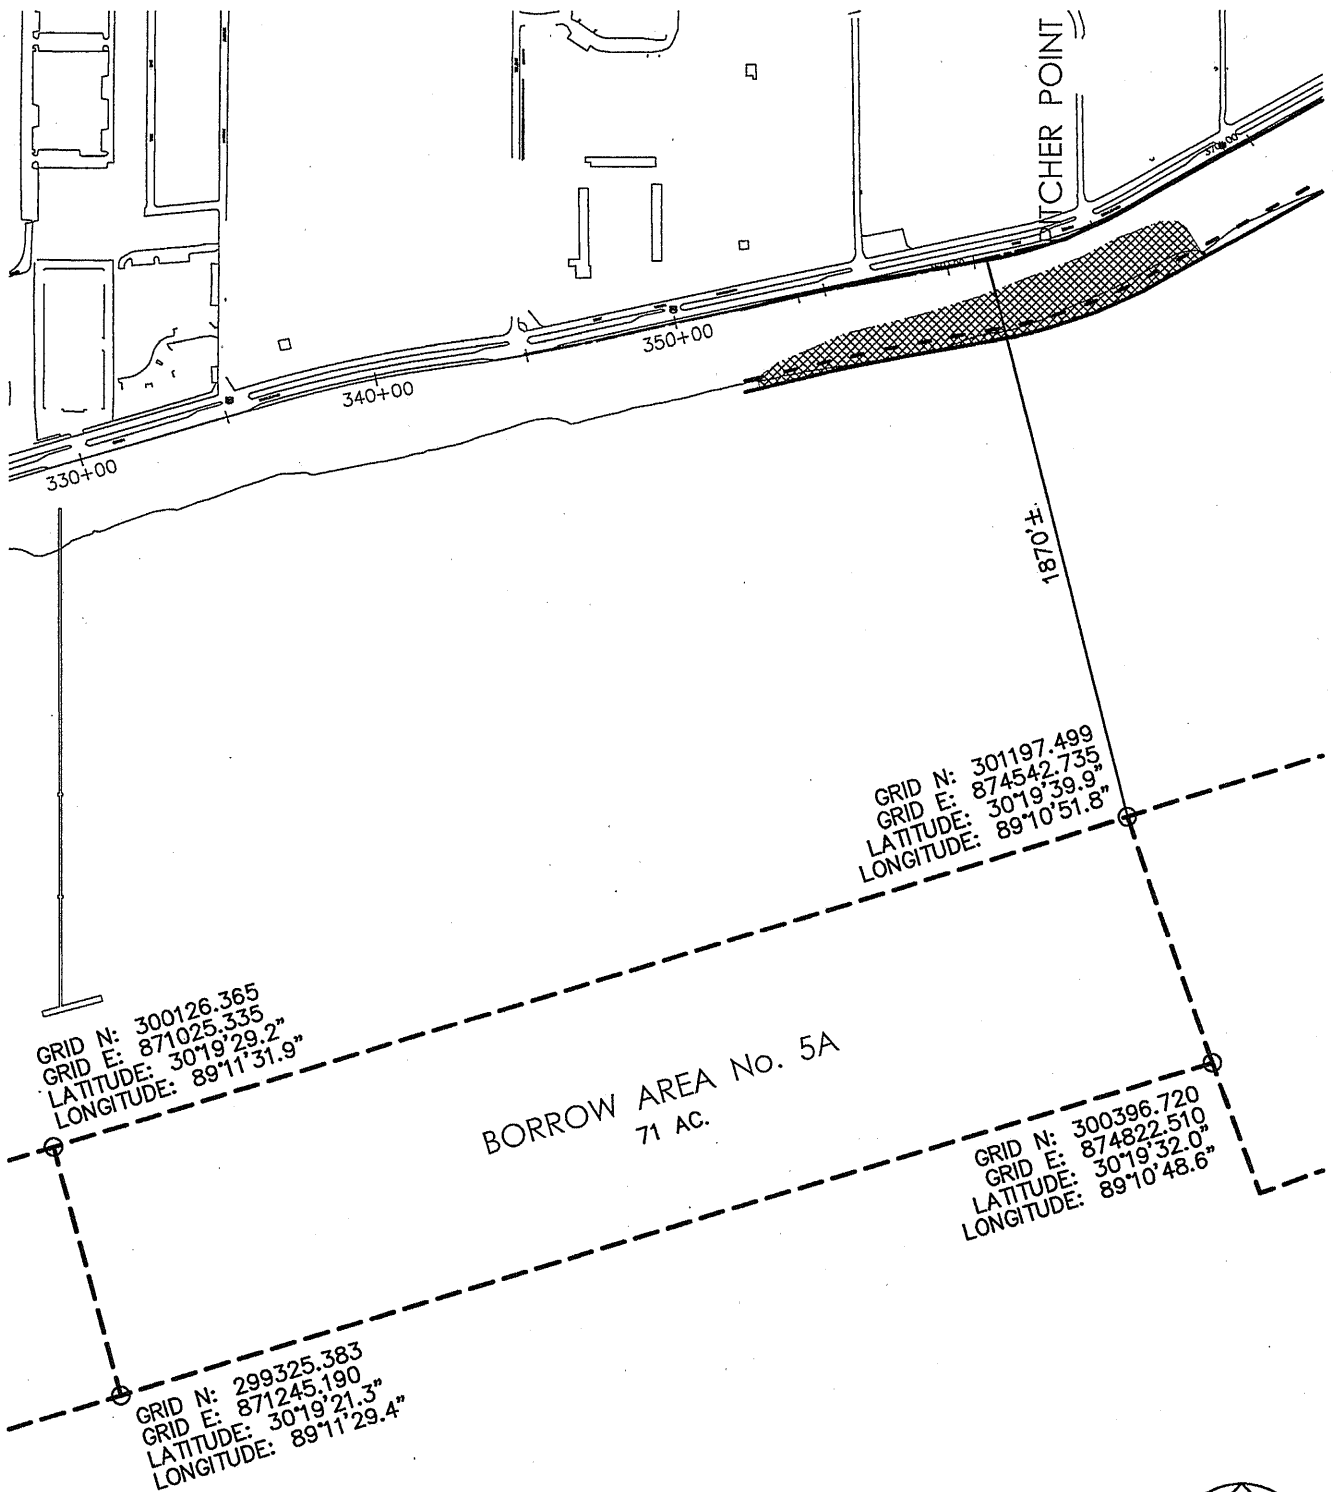 TCHER POINT
370+00
350+00
340+00
330+00
1870'±
GRID N: 301197.499
GRID E: 874542.735
LATITUDE: 30°19'39.9"
LONGITUDE: 89°10'51.8"
GRID N: 300126.365
GRID E: 871025.335
LATITUDE: 30°19'29.2"
LONGITUDE: 89°11'31.9"
BORROW AREA No. 5A
71 AC.
GRID N: 300396.720
GRID E: 874822.510
LATITUDE: 30°19'32.0"
LONGITUDE: 89°10'48.6"
GRID N: 299325.383
GRID E: 871245.190
LATITUDE: 30°19'21.3"
LONGITUDE: 89°11'29.4"